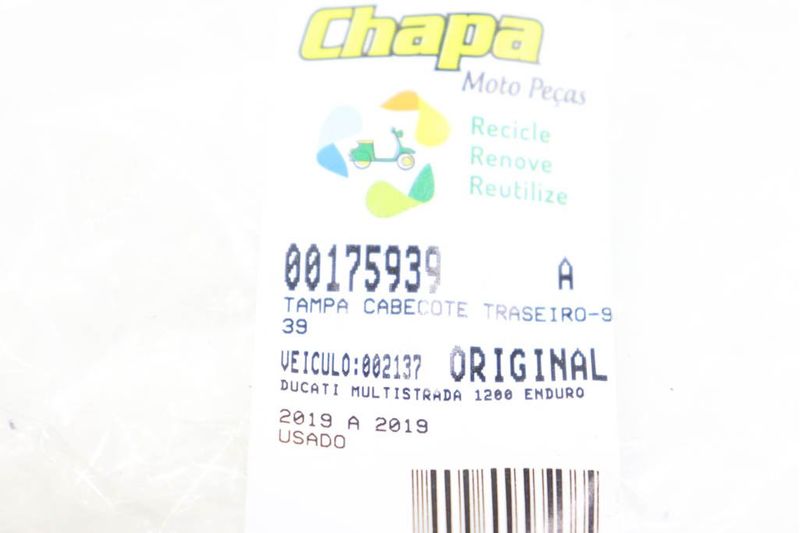 Chapa
Moto Peças
Recicle
Renove
Reutilize
00175939 A
TAMPA CABECOTE TRASEIRO-9
39
VEICULO:002137 ORIGINAL
DUCATI MULTISTRADA 1200 ENDURO
2019 A 2019
USADO